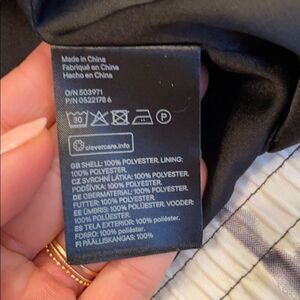 Made in China
Fabriqué en Chine
Hecho en China
O/N 503971
P/N 0522178 6
30
P
clevercare.info
GB SHELL: 100% POLYESTER. LINING:
100% POLYESTER.
CZ SVRCHNÍ LÁTKA: 100% POLYESTER.
PODŠÍVKA: 100% POLYESTER.
DE OBERMATERIAL: 100% POLYESTER.
FUTTER: 100% POLYESTER.
EE ÜMBRIS: 100% POLÜESTER. VOODER:
100% POLÜESTER.
ES TELA EXTERIOR: 100% poliéster.
FORRO: 100% poliéster.
FI PÄÄLLISKANGAS: 100%